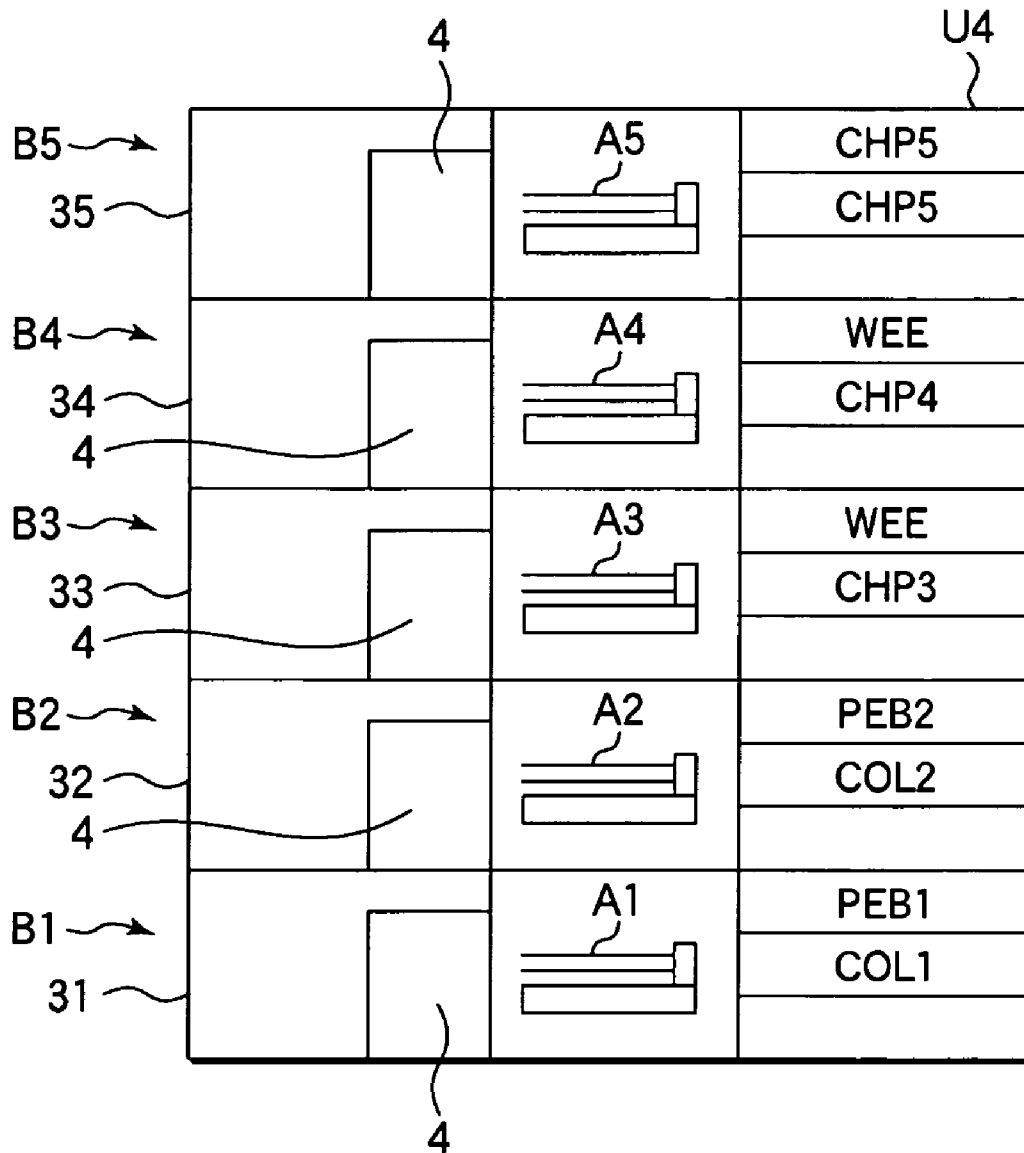 4 U4
B5 A5 CHP5
35 CHP5
B4 A4 WEE
34 CHP4
4
B3 A3 WEE
33 CHP3
4
B2 A2 PEB2
32 COL2
4
B1 A1 PEB1
31 COL1
4